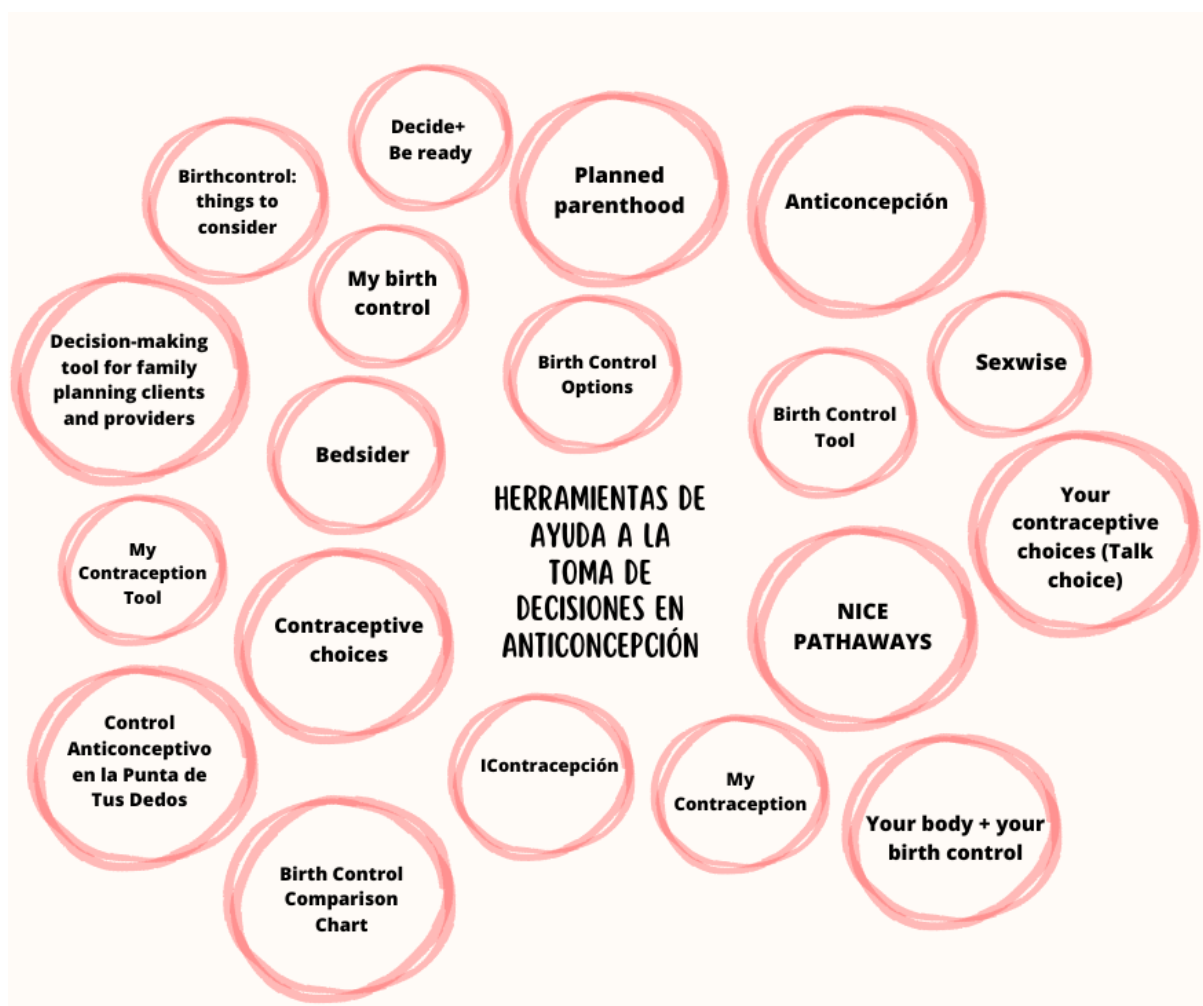 Decide+
Be ready
Birthcontrol:
things to
consider
Planned
parenthood
Anticoncepción
My birth
control
Decision-making
tool for family
planning clients
and providers
Birth Control
Options
Sexwise
Birth Control
Tool
Bedsider
HERRAMIENTAS DE
AYUDA A LA
TOMA DE
DECISIONES EN
ANTICONCEPCIÓN
Your
contraceptive
choices (Talk
choice)
My
Contraception
Tool
Contraceptive
choices
NICE
PATHAWAYS
Control
Anticonceptivo
en la Punta de
Tus Dedos
IContracepción
My
Contraception
Your body + your
birth control
Birth Control
Comparison
Chart